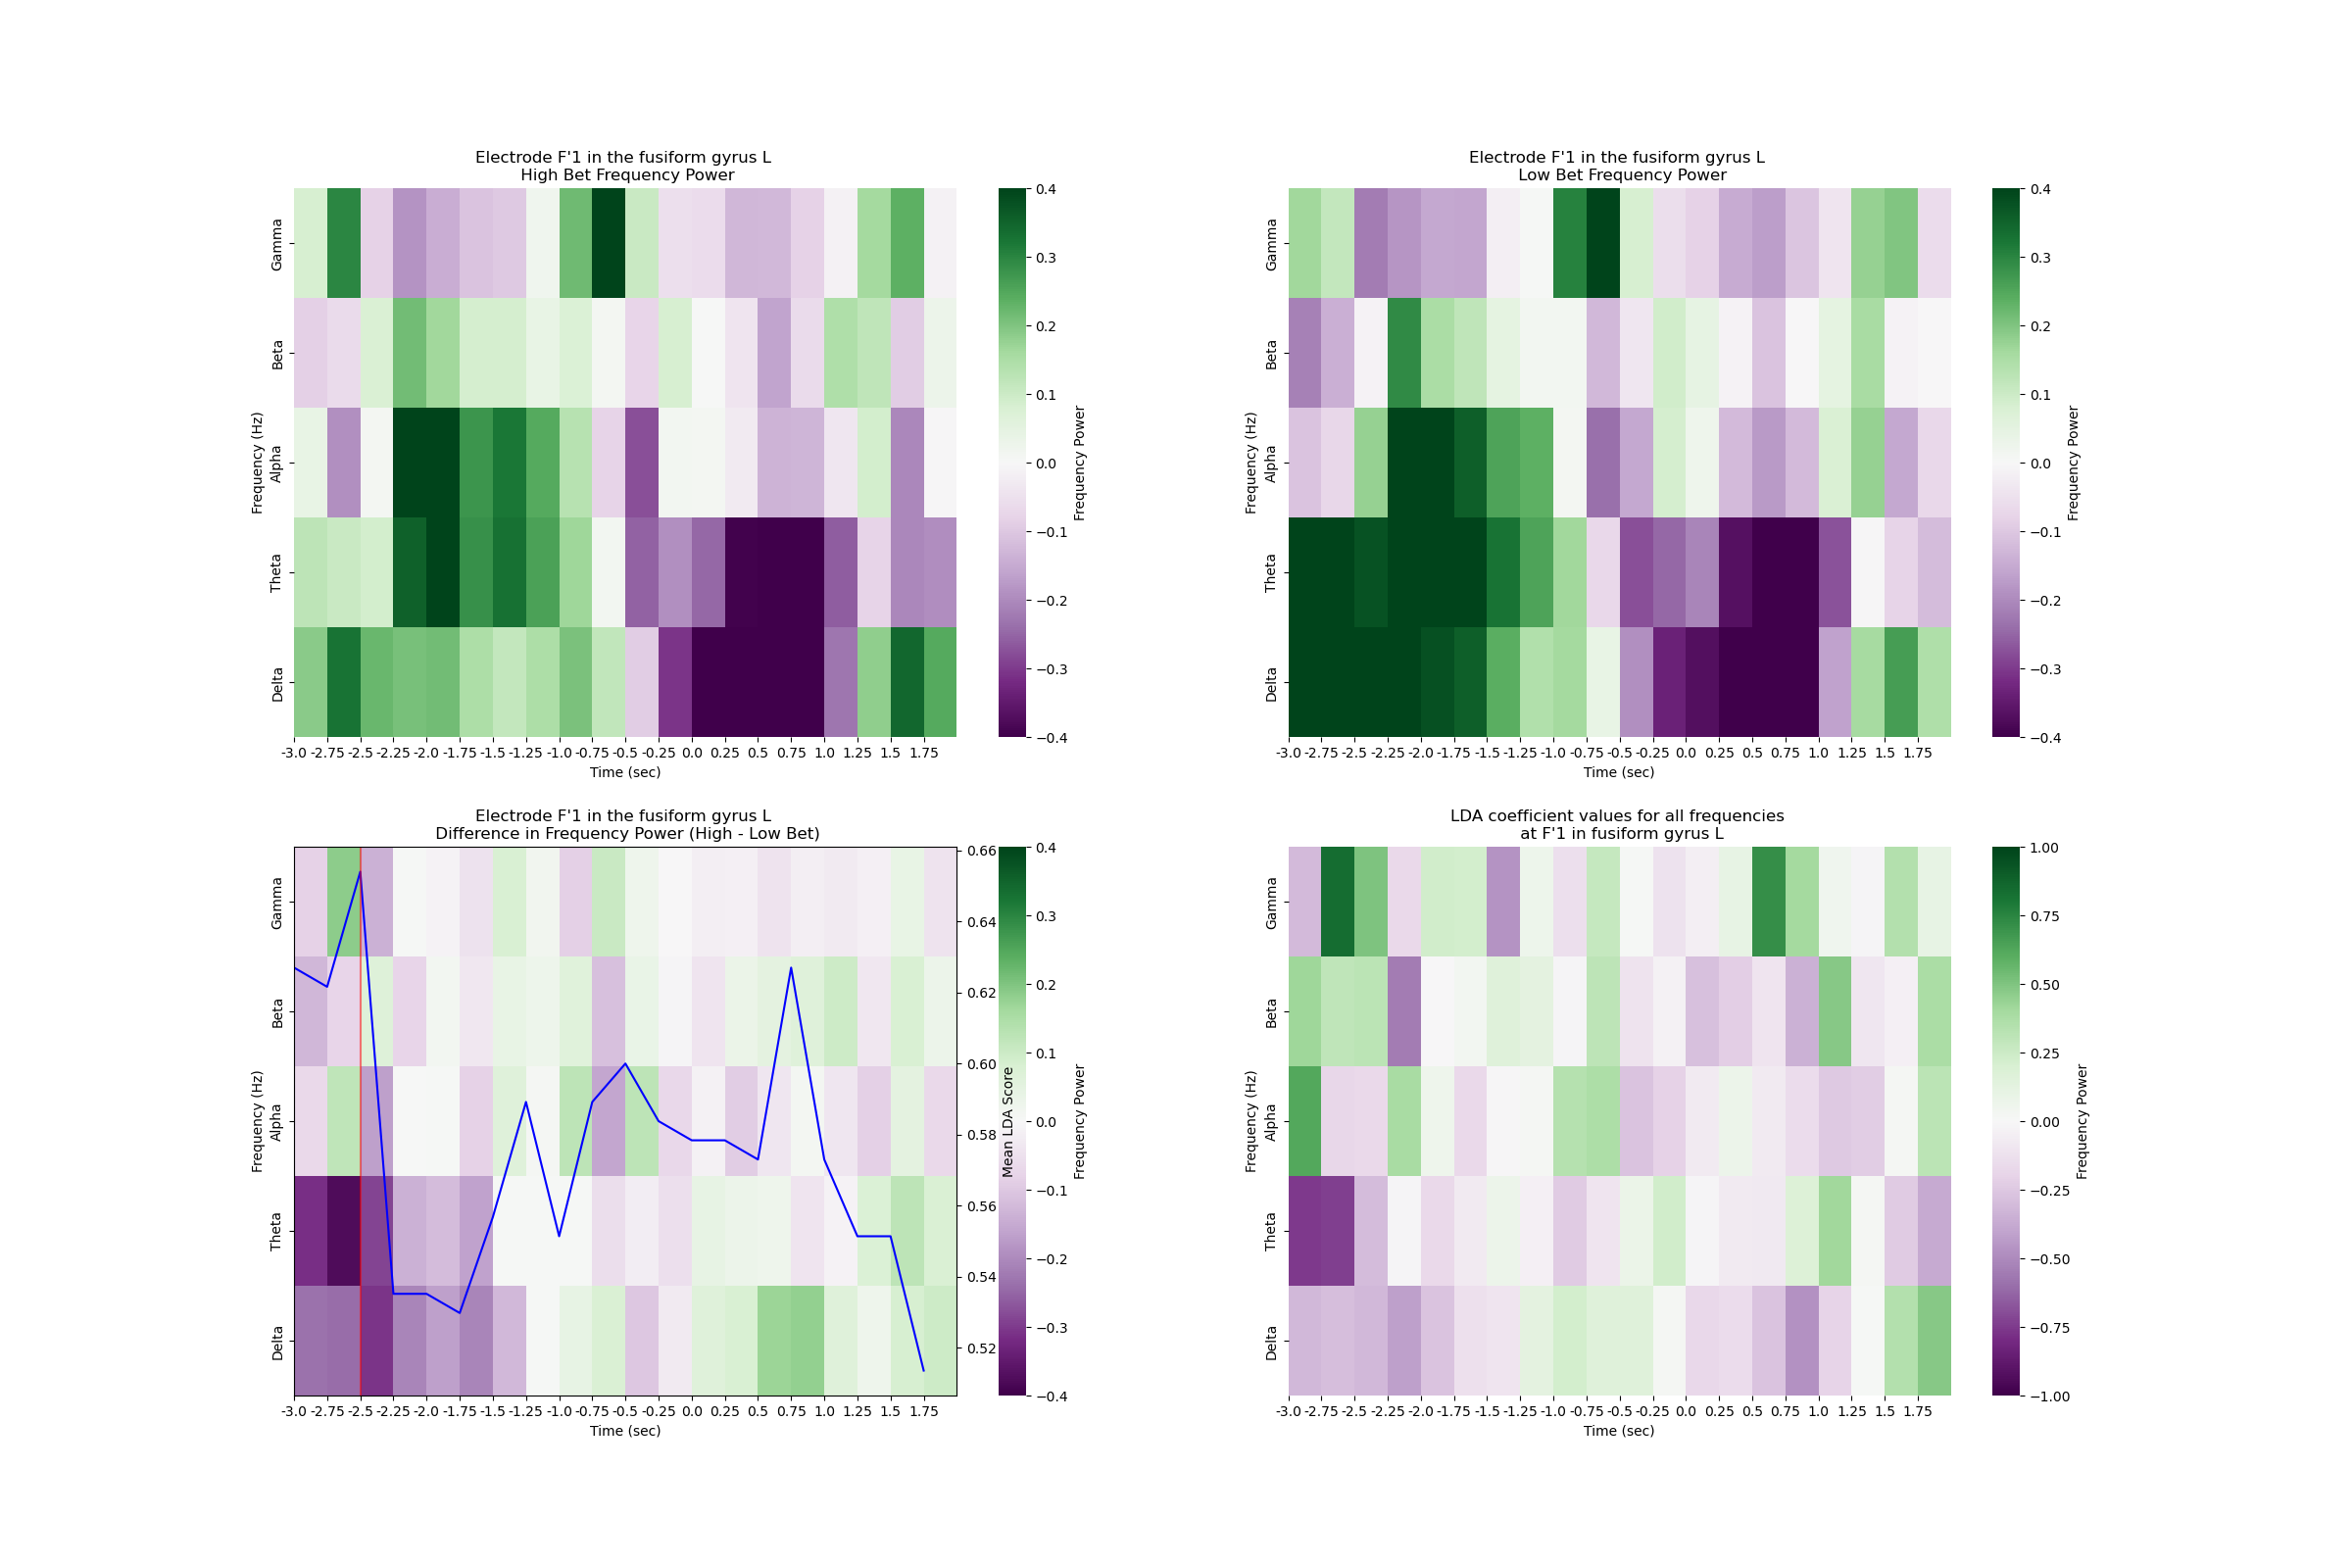 Electrode F'1 in the fusiform gyrus L
High Bet Frequency Power
Frequency (Hz)
Gamma
Beta
Alpha
Theta
Delta
-3.0 -2.75 -2.5 -2.25 -2.0 -1.75 -1.5 -1.25 -1.0 -0.75 -0.5 -0.25 0.0 0.25 0.5 0.75 1.0 1.25 1.5 1.75
Time (sec)
0.4
0.3
0.2
0.1
0.0
−0.1
−0.2
−0.3
−0.4
Frequency Power
Electrode F'1 in the fusiform gyrus L
Low Bet Frequency Power
Frequency (Hz)
Gamma
Beta
Alpha
Theta
Delta
-3.0 -2.75 -2.5 -2.25 -2.0 -1.75 -1.5 -1.25 -1.0 -0.75 -0.5 -0.25 0.0 0.25 0.5 0.75 1.0 1.25 1.5 1.75
Time (sec)
0.4
0.3
0.2
0.1
0.0
−0.1
−0.2
−0.3
−0.4
Frequency Power
Electrode F'1 in the fusiform gyrus L
Difference in Frequency Power (High - Low Bet)
Frequency (Hz)
Gamma
Beta
Alpha
Theta
Delta
-3.0 -2.75 -2.5 -2.25 -2.0 -1.75 -1.5 -1.25 -1.0 -0.75 -0.5 -0.25 0.0 0.25 0.5 0.75 1.0 1.25 1.5 1.75
Time (sec)
0.66
0.64
0.62
0.60
0.58
0.56
0.54
0.52
Mean LDA Score
0.4
0.3
0.2
0.1
0.0
−0.1
−0.2
−0.3
−0.4
Frequency Power
LDA coefficient values for all frequencies
at F'1 in fusiform gyrus L
Frequency (Hz)
Gamma
Beta
Alpha
Theta
Delta
-3.0 -2.75 -2.5 -2.25 -2.0 -1.75 -1.5 -1.25 -1.0 -0.75 -0.5 -0.25 0.0 0.25 0.5 0.75 1.0 1.25 1.5 1.75
Time (sec)
1.00
0.75
0.50
0.25
0.00
−0.25
−0.50
−0.75
−1.00
Frequency Power